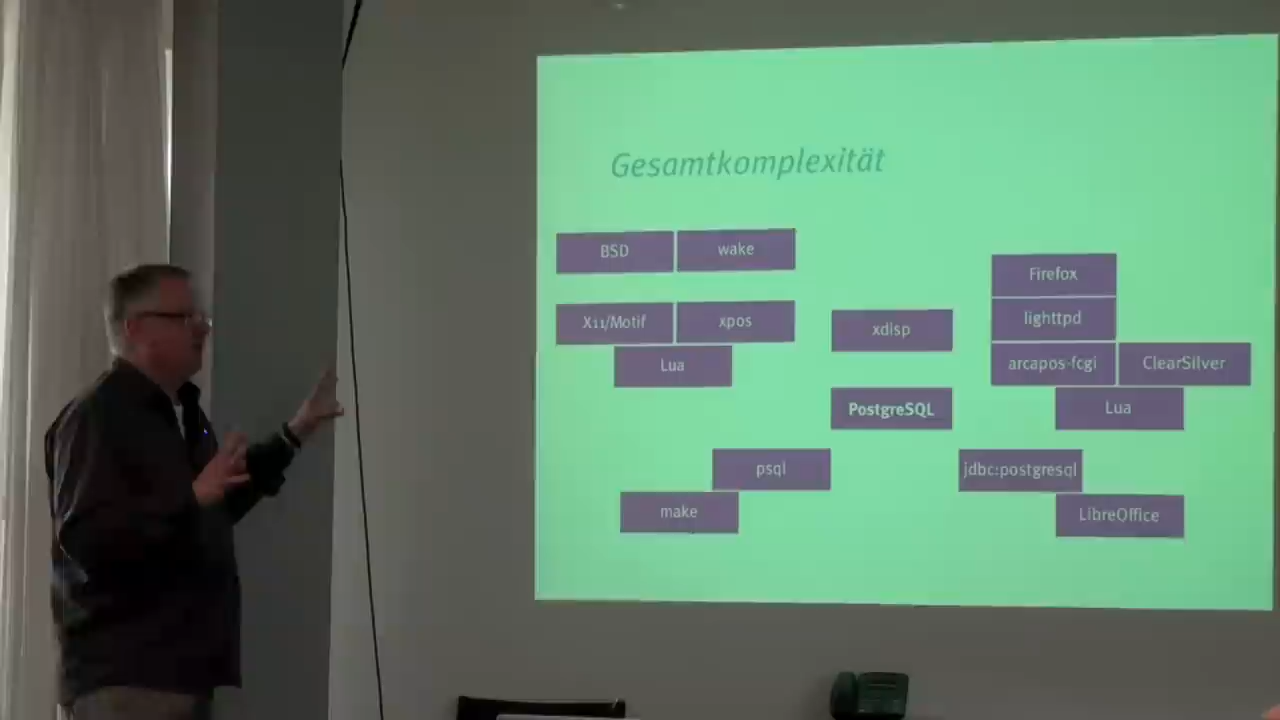 Gesamtkomplexität
BSD
wake
X11/Motif
xpos
Lua
xdisp
PostgreSQL
psql
make
Firefox
lighttpd
arcapos-fcgi
ClearSilver
Lua
jdbc:postgresql
LibreOffice